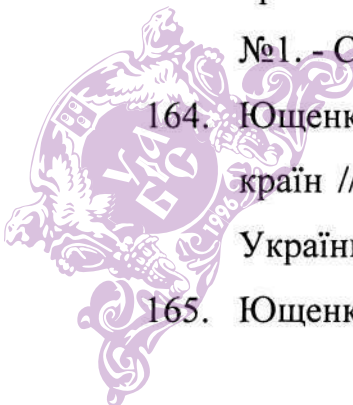 №1. - С
164. Ющенк
країн //
Україн
165. Ющенк
УАБС
1996